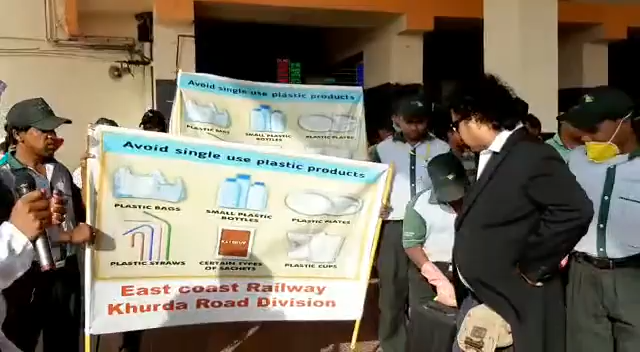 Avoid single-use plastic products
PLASTIC BAGS
SMALL PLASTIC
BOTTLES
PLASTIC PLATES
Avoid single use plastic products
PLASTIC BAGS
SMALL PLASTIC
BOTTLES
PLASTIC PLATES
PLASTIC STRAWS
CERTAIN TYPES
OF SACHETS
PLASTIC CUPS
East coast Railway
Khurda Road Division